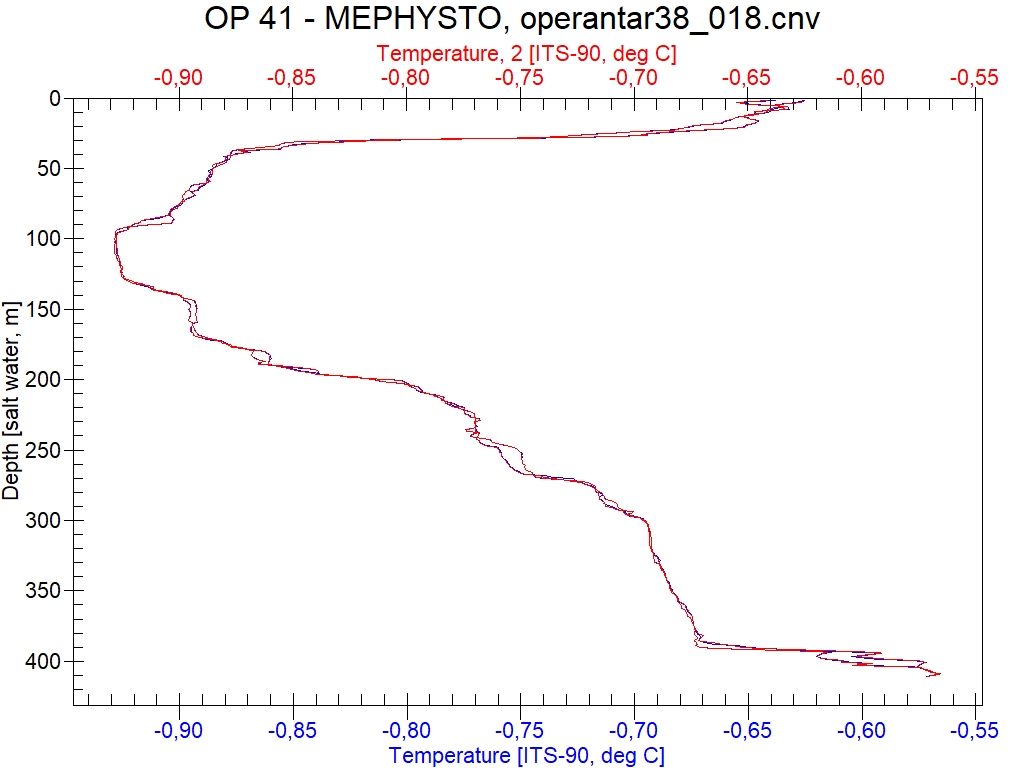 OP 41 - MEPHYSTO, operantar38_018.cnv
Temperature, 2 [ITS-90, deg C]
-0,90 -0,85 -0,80 -0,75 -0,70 -0,65 -0,60 -0,55
0
50
100
150
200
250
300
350
400
Depth [salt water, m]
-0,90 -0,85 -0,80 -0,75 -0,70 -0,65 -0,60 -0,55
Temperature [ITS-90, deg C]